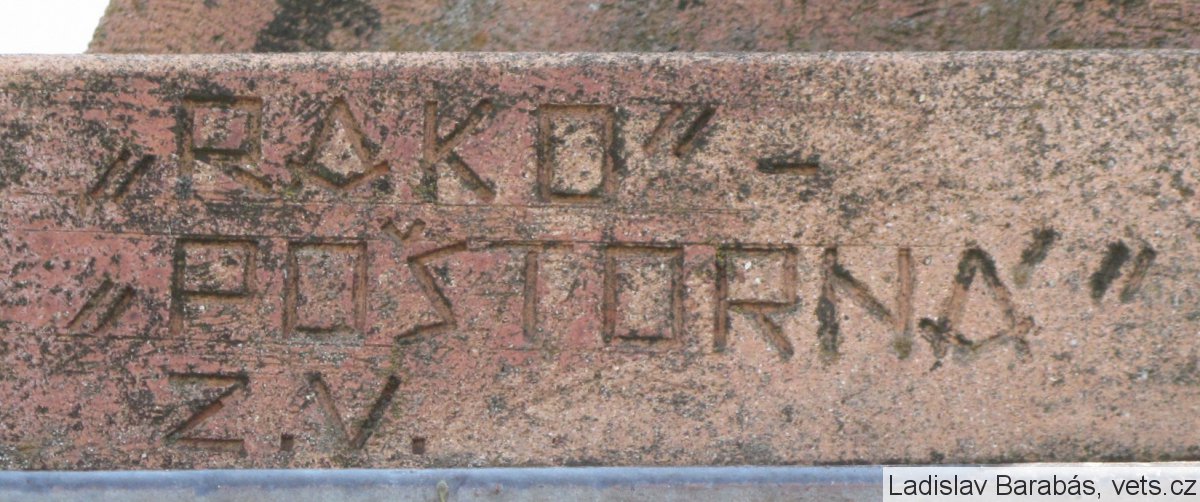 „RAKO" -
„POŠTORNÁ"
Z.V.
Ladislav Barabás, vets.cz